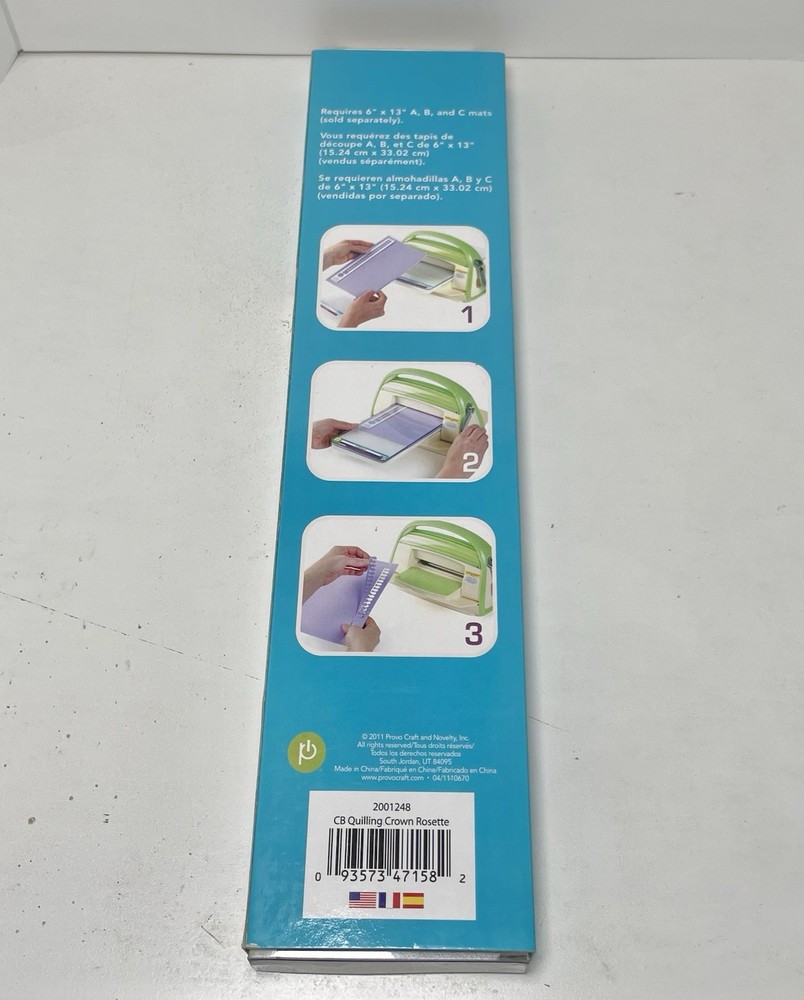 Requires 6" x 13" A, B, and C mats
(sold separately).
Vous requérez des tapis de
découpe A, B, et C de 6" x 13"
(15.24 cm x 33.02 cm)
(vendus séparément).
Se requieren almohadillas A, B y C
de 6" x 13" (15.24 cm x 33.02 cm)
(vendidas por separado).
1
2
3
© 2011 Provo Craft and Novelty, Inc.
All rights reserved/Tous droits réservés/
Todos los derechos reservados
South Jordan, UT 84095
Made in China/Fabriqué en Chine/Fabricado en China
www.provocraft.com • 04/1110670
2001248
CB Quilling Crown Rosette
0 93573 47158 2